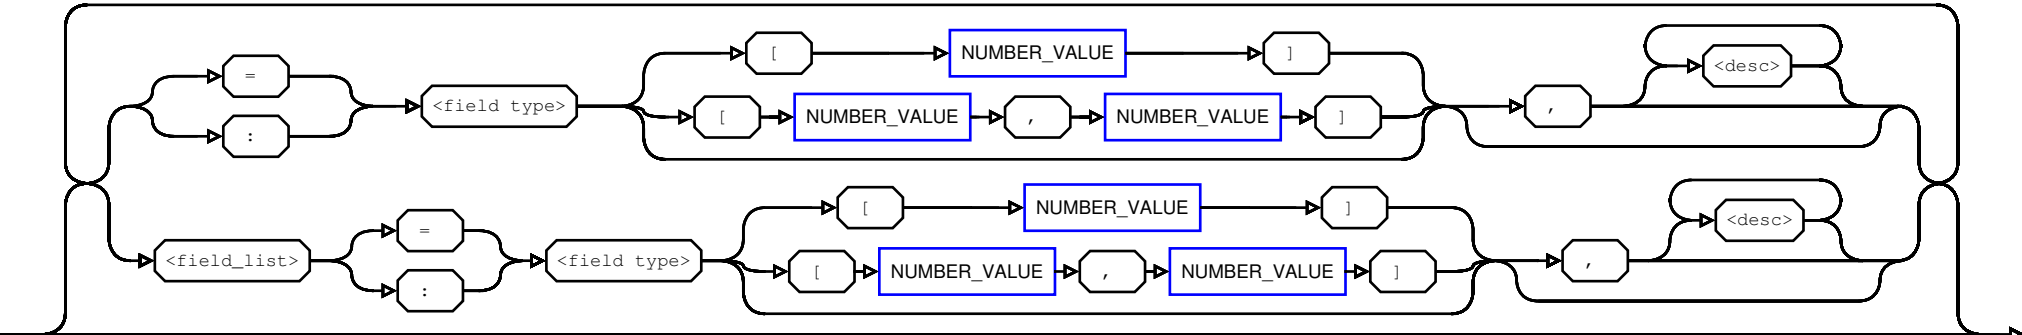 [ NUMBER_VALUE ]
<desc>
=
<field type>
,
[ NUMBER_VALUE , NUMBER_VALUE ]
:
[ NUMBER_VALUE ]
<desc>
=
<field_list> <field type> ,
[ NUMBER_VALUE , NUMBER_VALUE ]
: